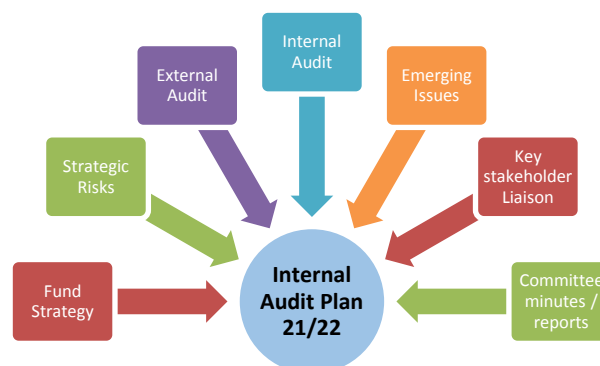 Internal
Audit
External
Audit
Emerging
Issues
Strategic
Risks
Key
stakeholder
Liaison
Fund
Strategy
Internal
Audit Plan
21/22
Committee
minutes /
reports